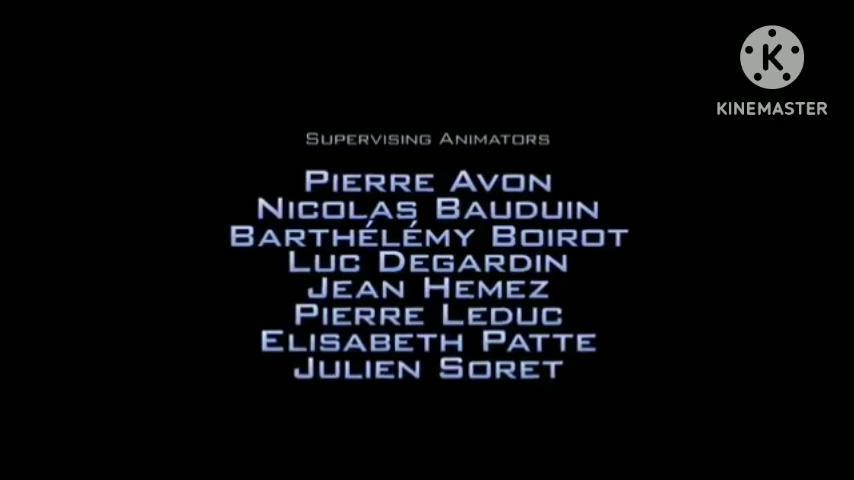 K
KINEMASTER
SUPERVISING ANIMATORS
PIERRE AVON
NICOLAS BAUDUIN
BARTHÉLÉMY BOIROT
LUC DEGARDIN
JEAN HEMEZ
PIERRE LEDUC
ELISABETH PATTE
JULIEN SORET